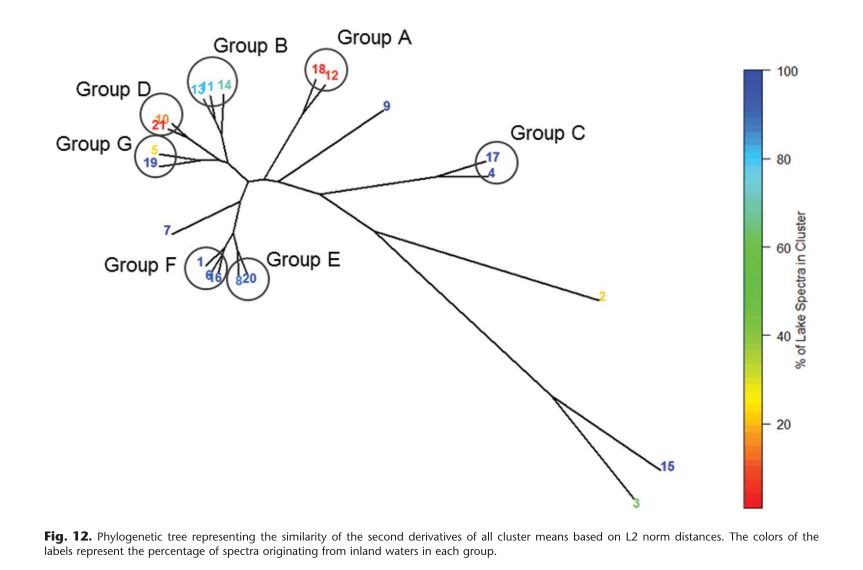 Group B
Group A
18 12
13 11 14
Group D
10
21
9
100
Group G
5
19
Group C
17
4
80
7
60
% of Lake Spectra in Cluster
Group F
1
6 16
8 20
Group E
2
40
20
15
3
Fig. 12. Phylogenetic tree representing the similarity of the second derivatives of all cluster means based on L2 norm distances. The colors of the
labels represent the percentage of spectra originating from inland waters in each group.